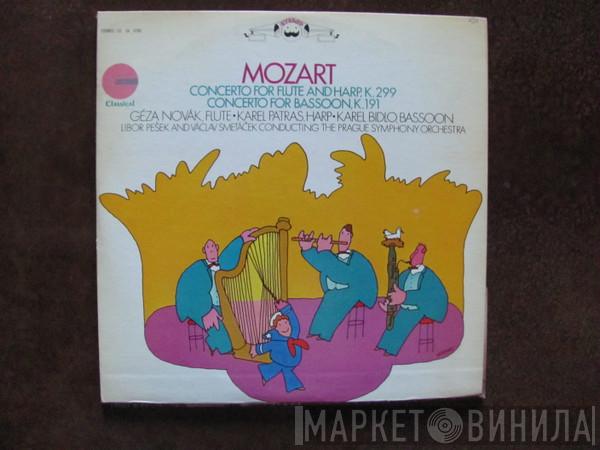 STEREO
MOZART
CONCERTO FOR FLUTE AND HARP, K. 299
CONCERTO FOR BASSOON, K. 191
Classical
GÉZA NOVÁK, FLUTE • KAREL PATRAS, HARP • KAREL BIDLO, BASSOON
LIBOR PEŠEK AND VÁCLAV SMETÁČEK CONDUCTING THE PRAGUE SYMPHONY ORCHESTRA
МАРКЕТ ВИНИЛА